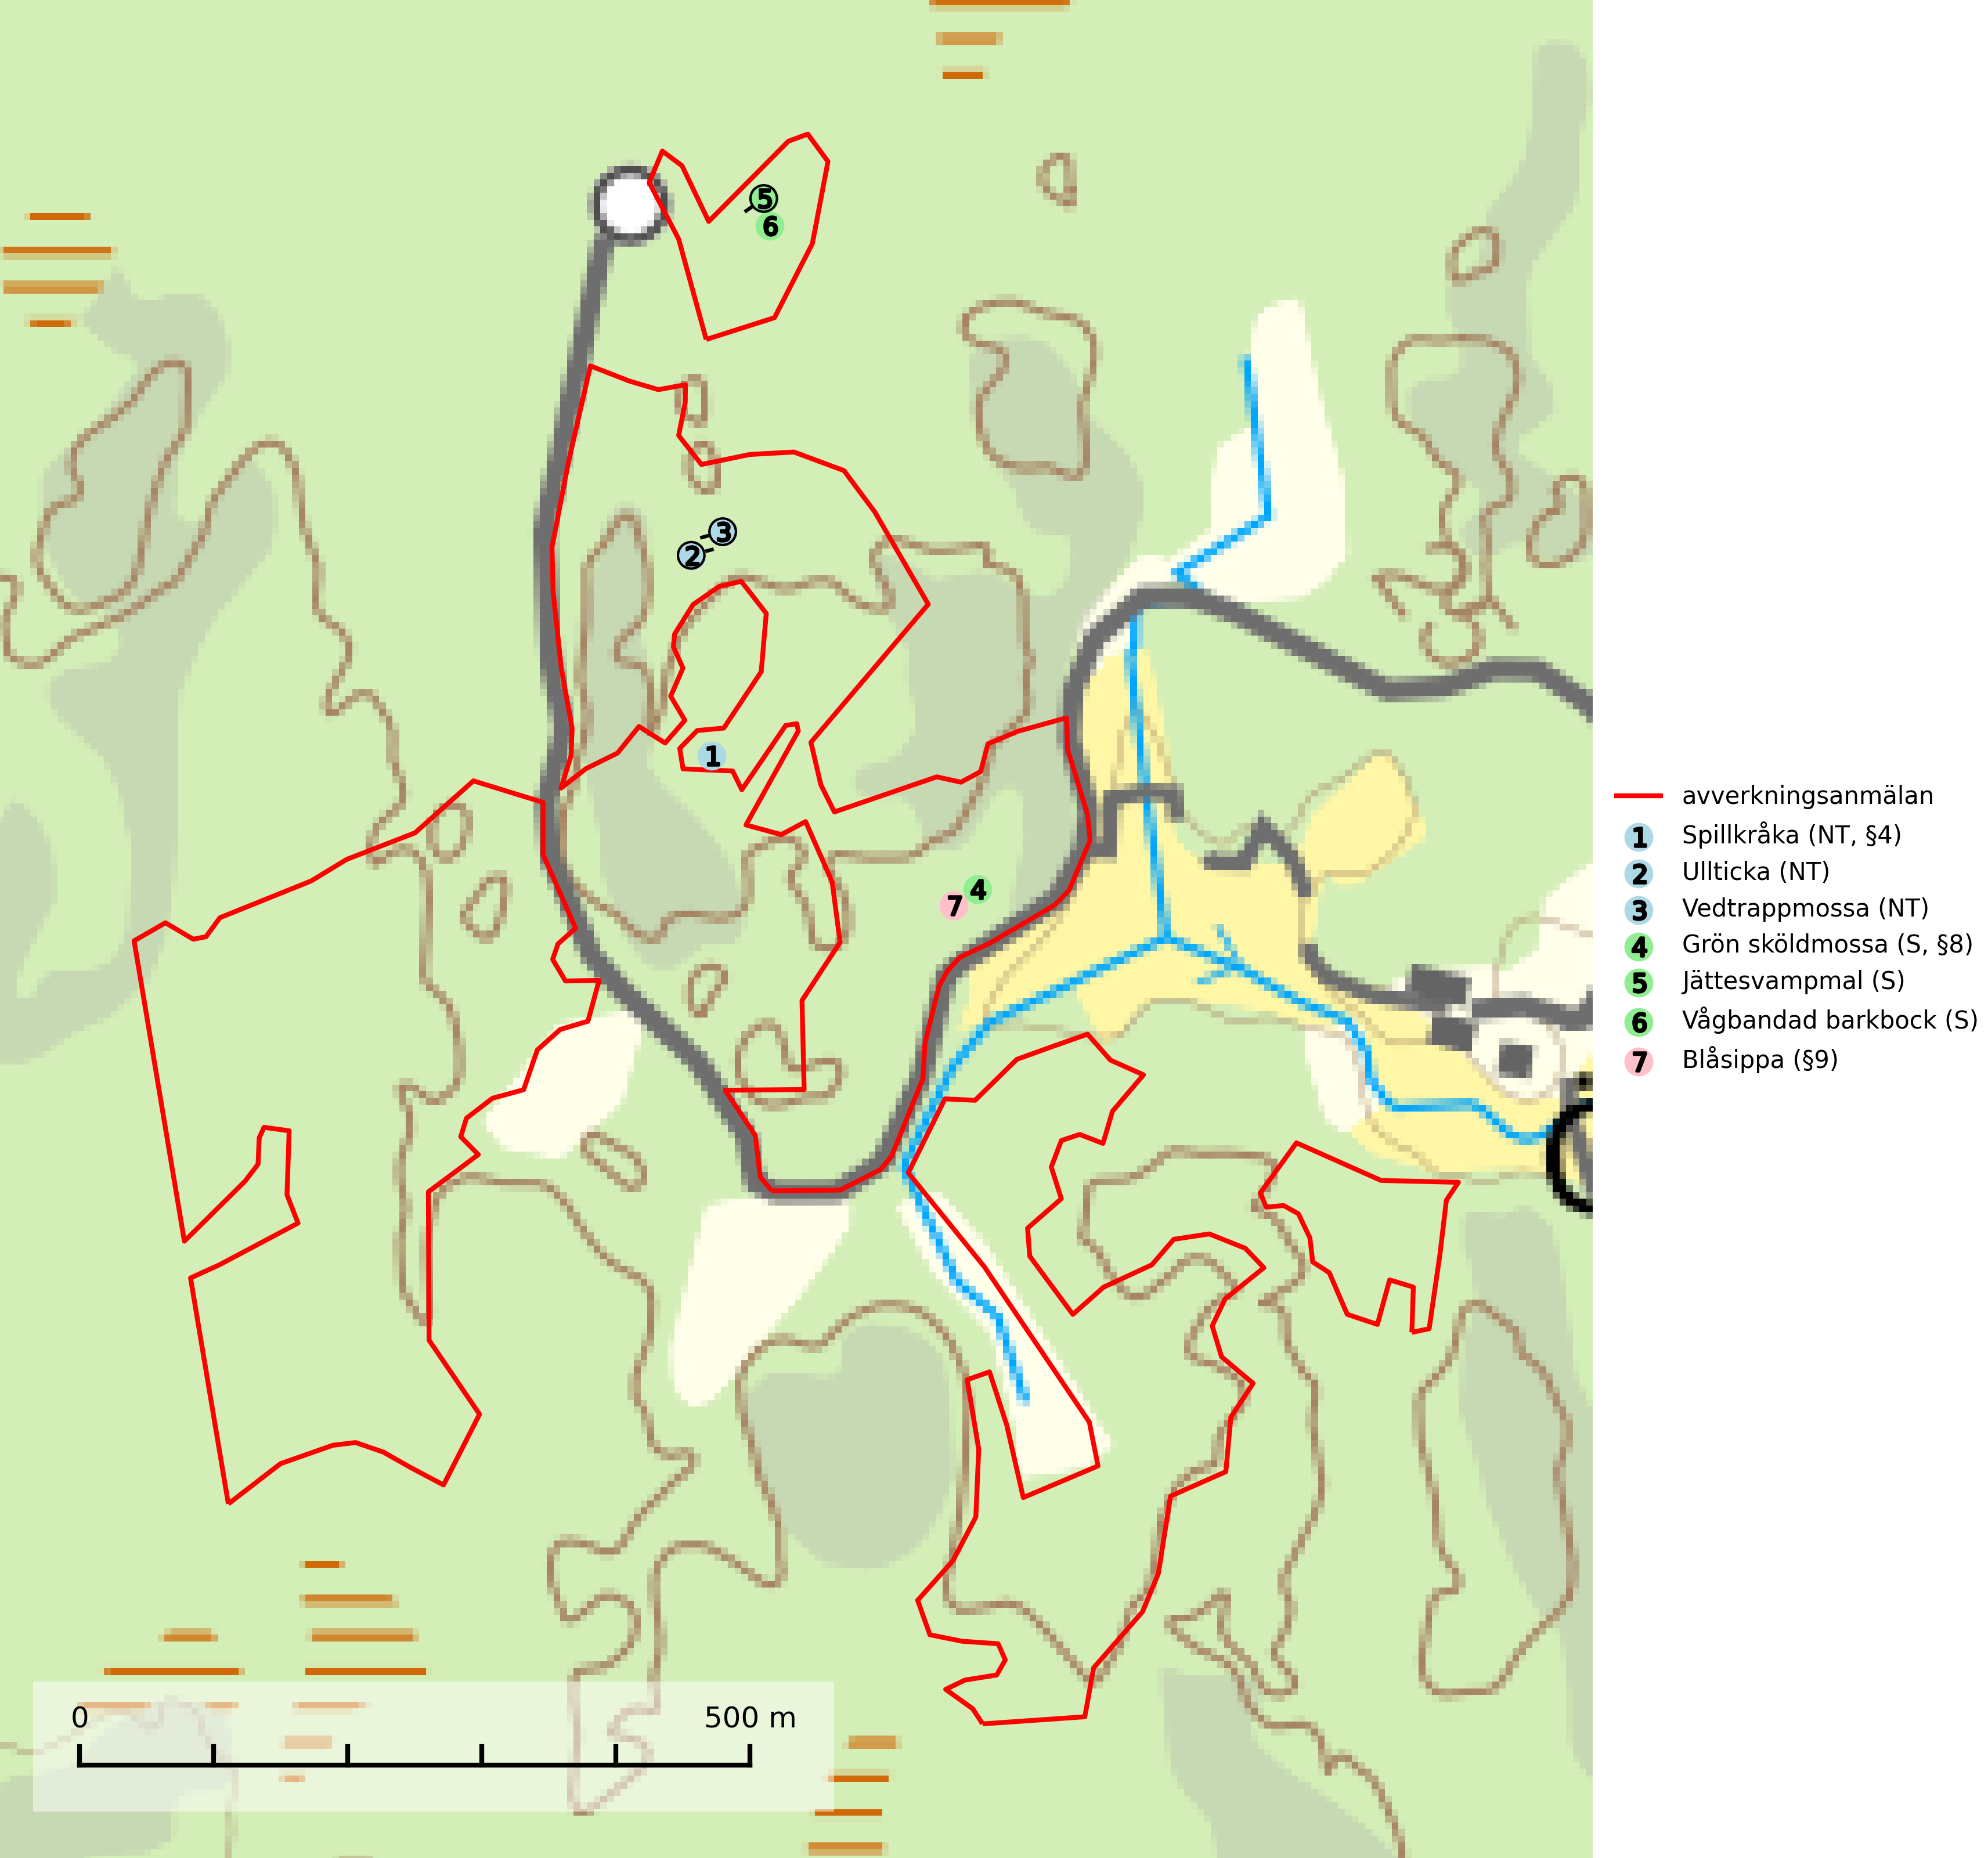 5
6
3
2
1
4
7
avverkningsanmälan
1 Spillkråka (NT, §4)
2 Ullticka (NT)
3 Vedtrappmossa (NT)
4 Grön sköldmossa (S, §8)
5 Jättesvampmal (S)
6 Vågbandad barkbock (S)
7 Blåsippa (§9)
0 500 m